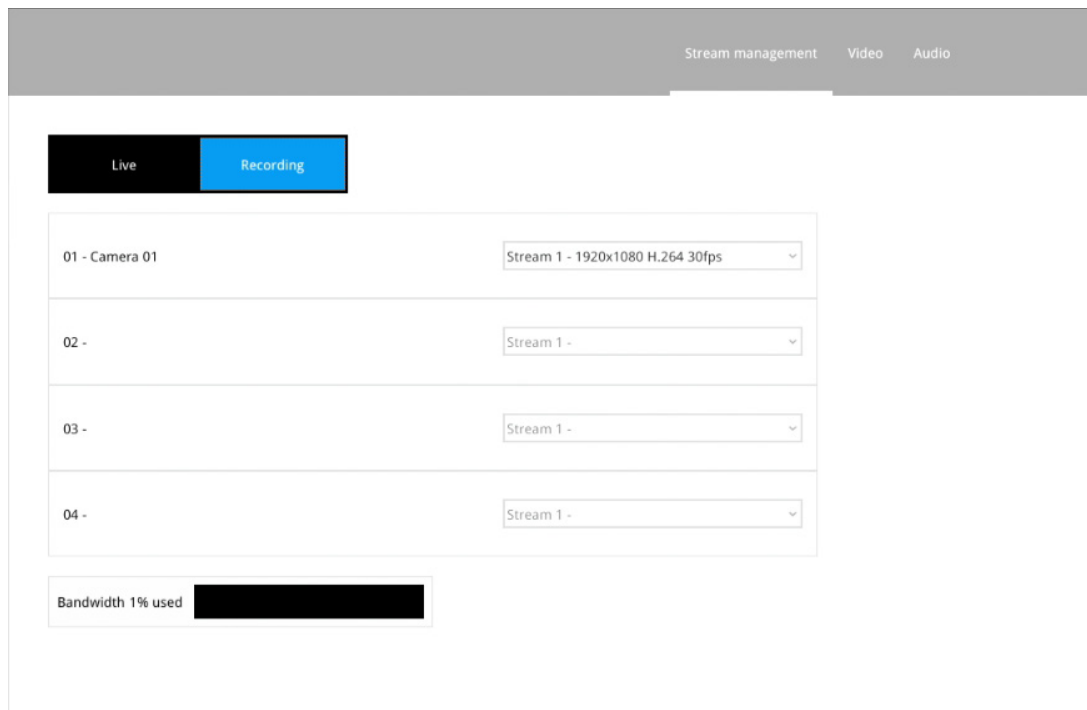 Stream management Video Audio
Live Recording
01 - Camera 01 Stream 1 - 1920x1080 H.264 30fps
02 - Stream 1 -
03 - Stream 1 -
04 - Stream 1 -
Bandwidth 1% used